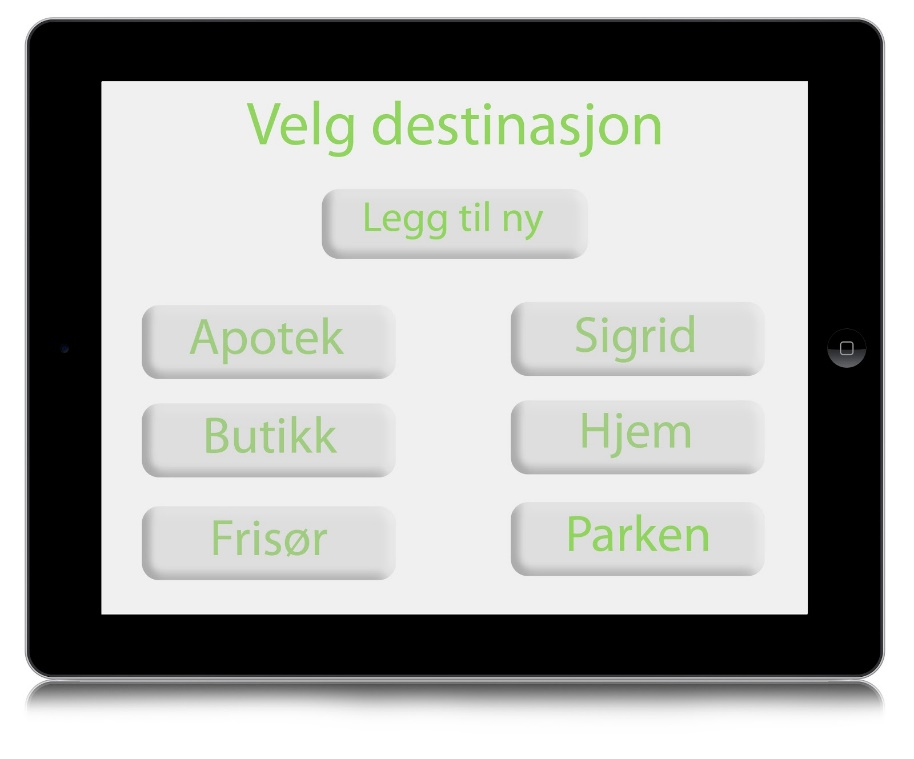 Velg destinasjon
Legg til ny
Apotek
Sigrid
Butikk
Hjem
Frisør
Parken